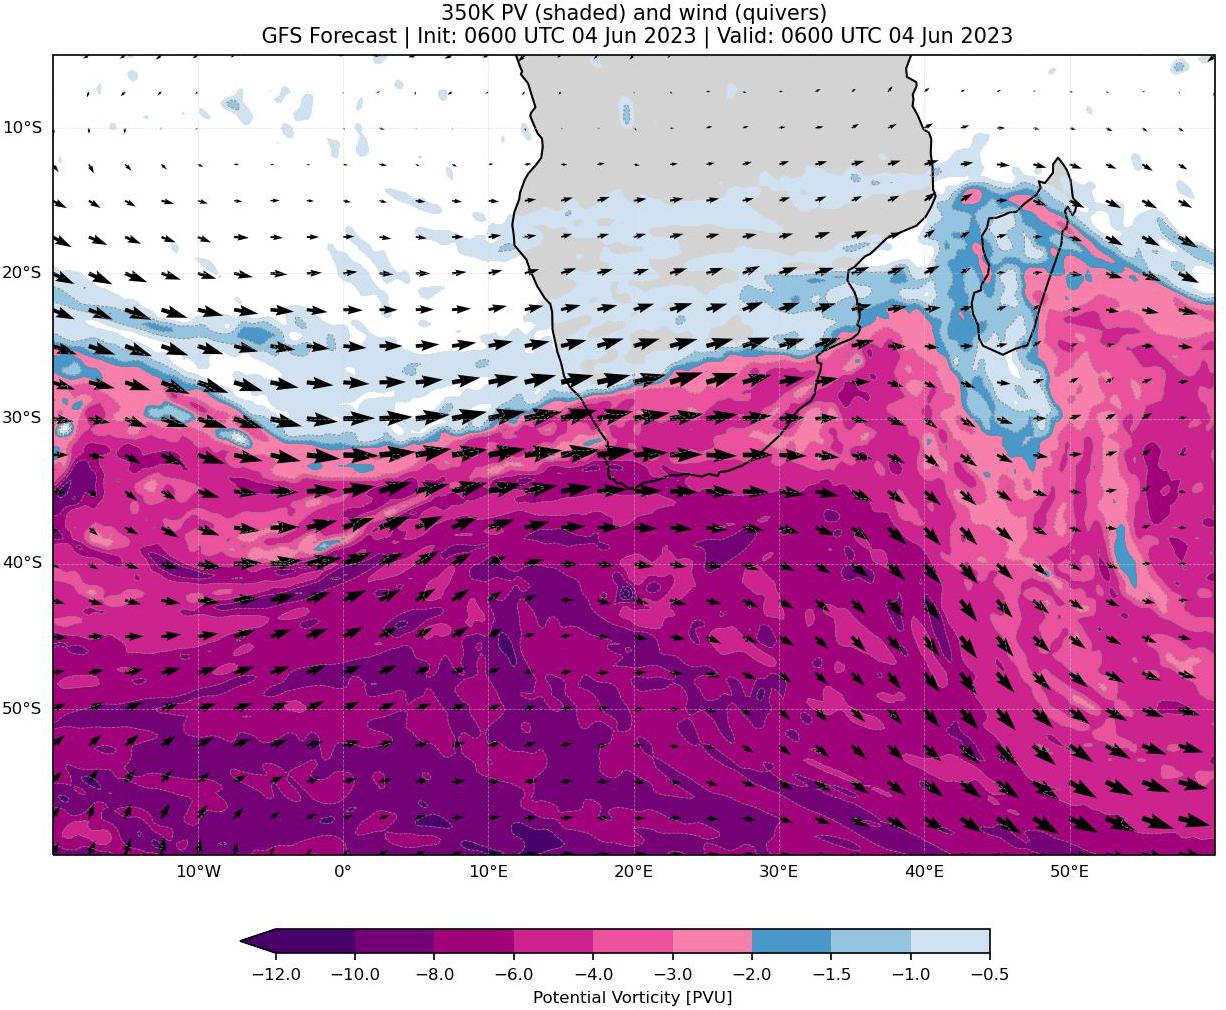 350K PV (shaded) and wind (quivers)
GFS Forecast | Init: 0600 UTC 04 Jun 2023 | Valid: 0600 UTC 04 Jun 2023
10°S
20°S
30°S
40°S
50°S
10°W 0° 10°E 20°E 30°E 40°E 50°E
−12.0 −10.0 −8.0 −6.0 −4.0 −3.0 −2.0 −1.5 −1.0 −0.5
Potential Vorticity [PVU]